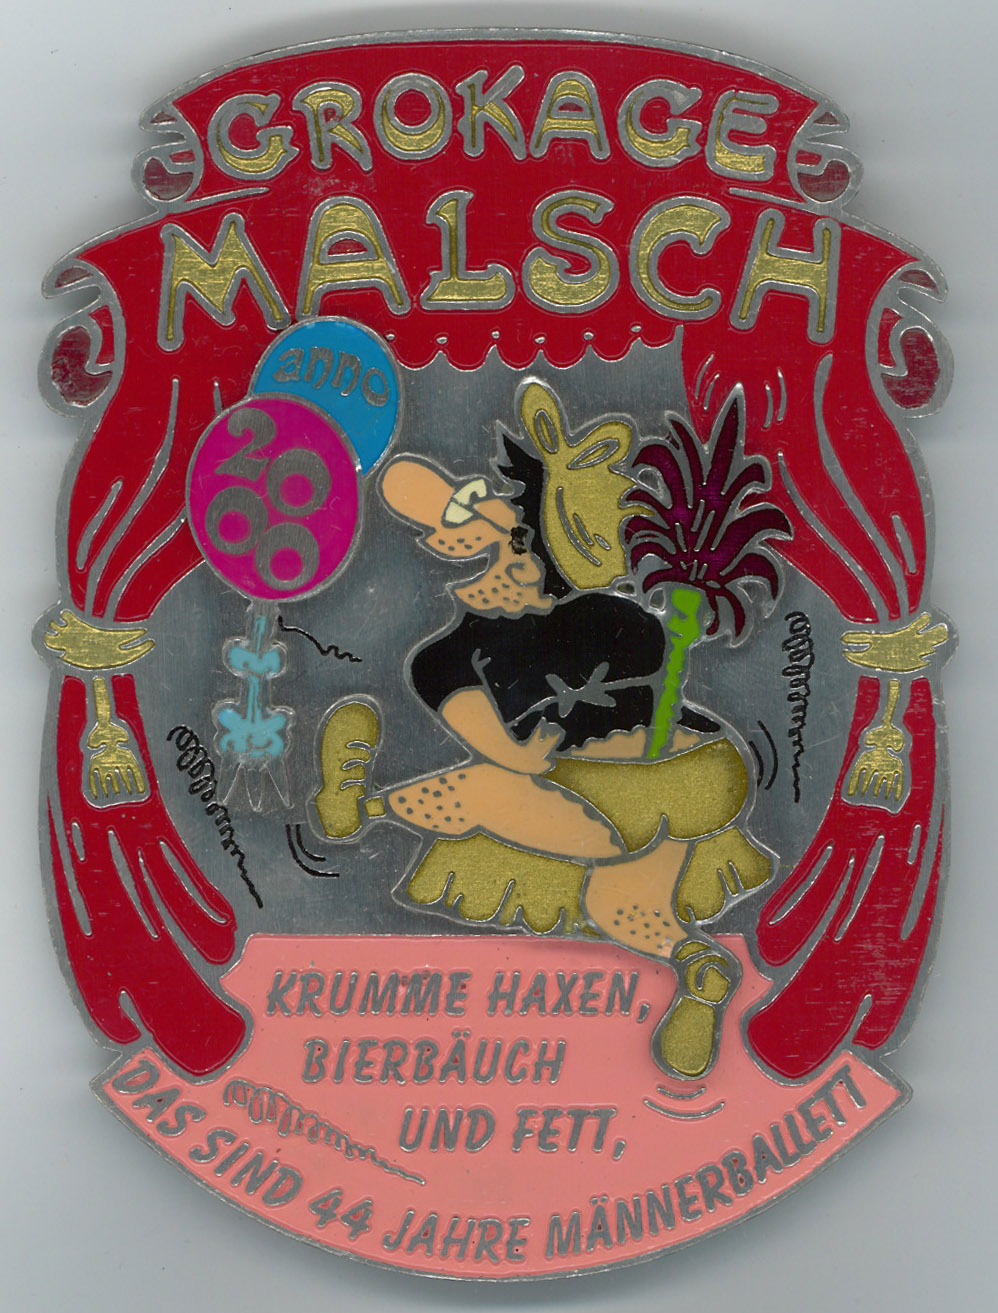 GROKAGE
MALSCH
anno
2000
KRUMME HAXEN,
BIERBÄUCH
UND FETT,
DAS SIND 44 JAHRE MÄNNERBALLETT